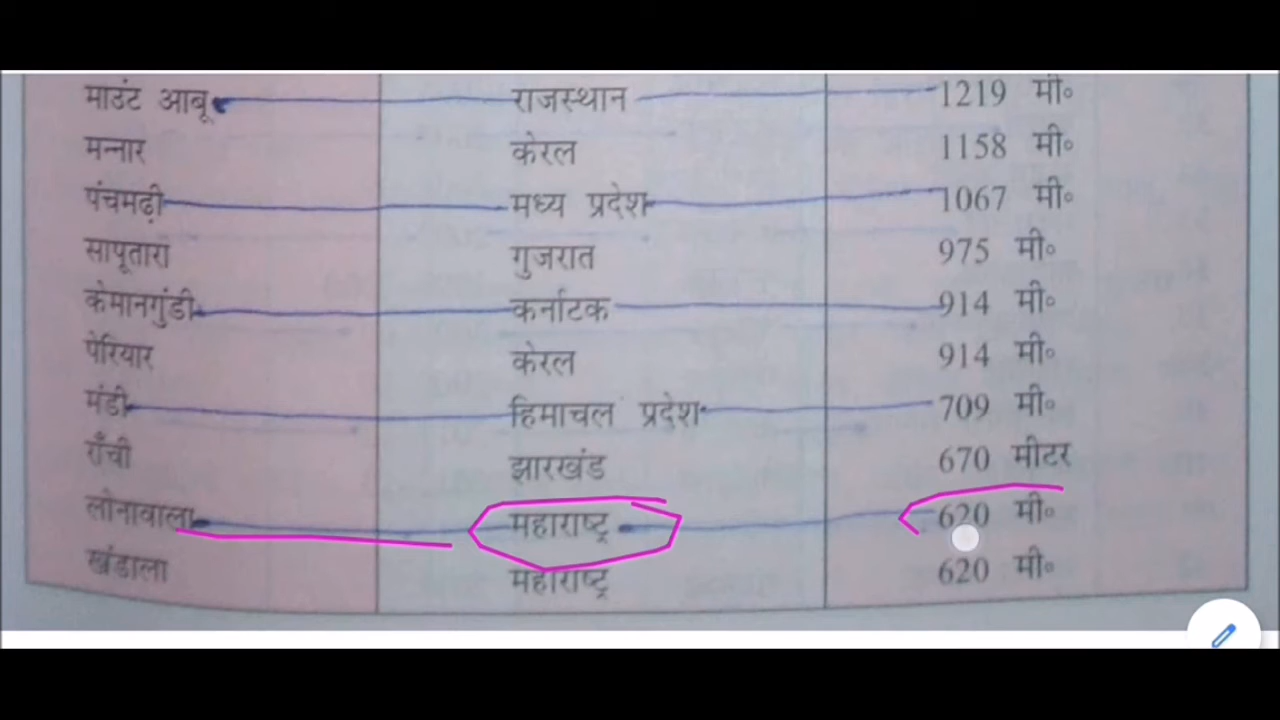 माउंट आबू राजस्थान 1219 मी॰
मन्नार केरल 1158 मी॰
पंचमढ़ी मध्य प्रदेश 1067 मी॰
सापूतारा गुजरात 975 मी॰
केमानगुंडी कर्नाटक 914 मी॰
पेरियार केरल 914 मी॰
मंडी हिमाचल प्रदेश 709 मी॰
राँची झारखंड 670 मीटर
लोनावाला महाराष्ट्र 620 मी॰
खंडाला महाराष्ट्र 620 मी॰